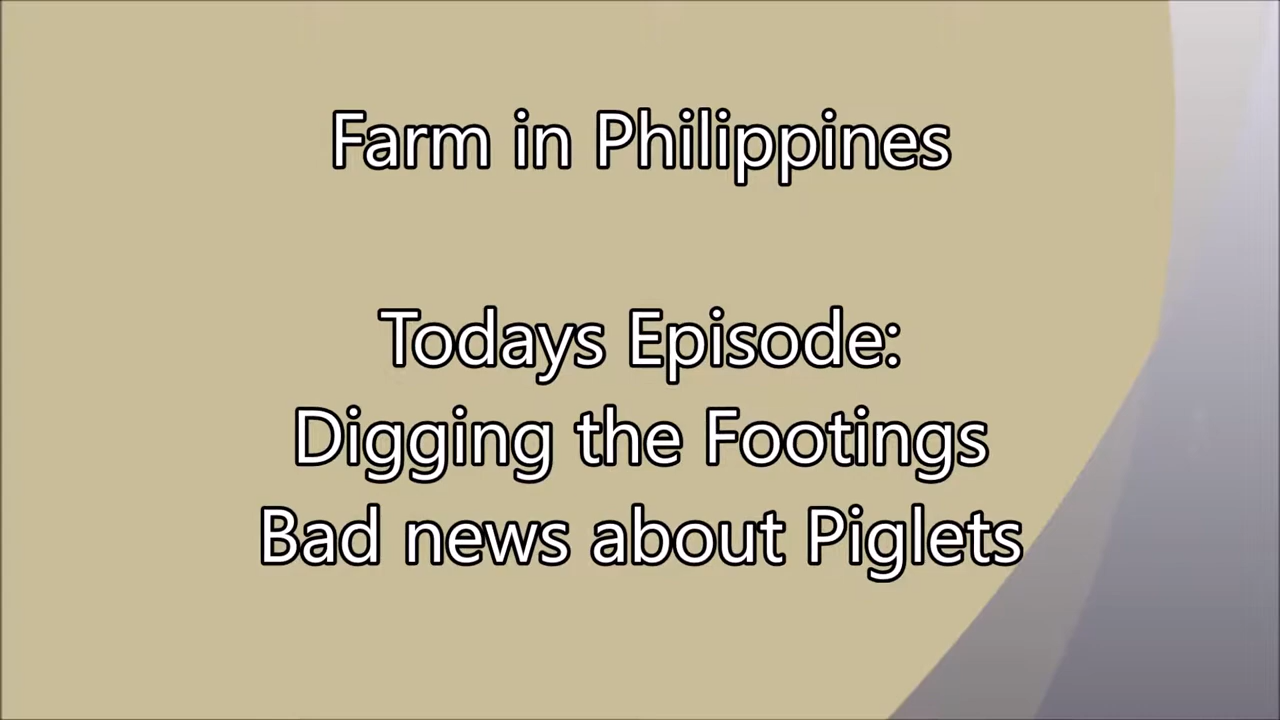 Farm in Philippines
Todays Episode:
Digging the Footings
Bad news about Piglets